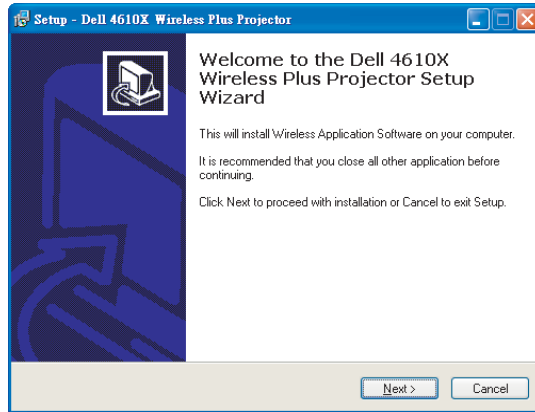 Setup - Dell 4610X Wireless Plus Projector
Welcome to the Dell 4610X
Wireless Plus Projector Setup
Wizard
This will install Wireless Application Software on your computer.
It is recommended that you close all other application before
continuing.
Click Next to proceed with installation or Cancel to exit Setup.
Next >
Cancel